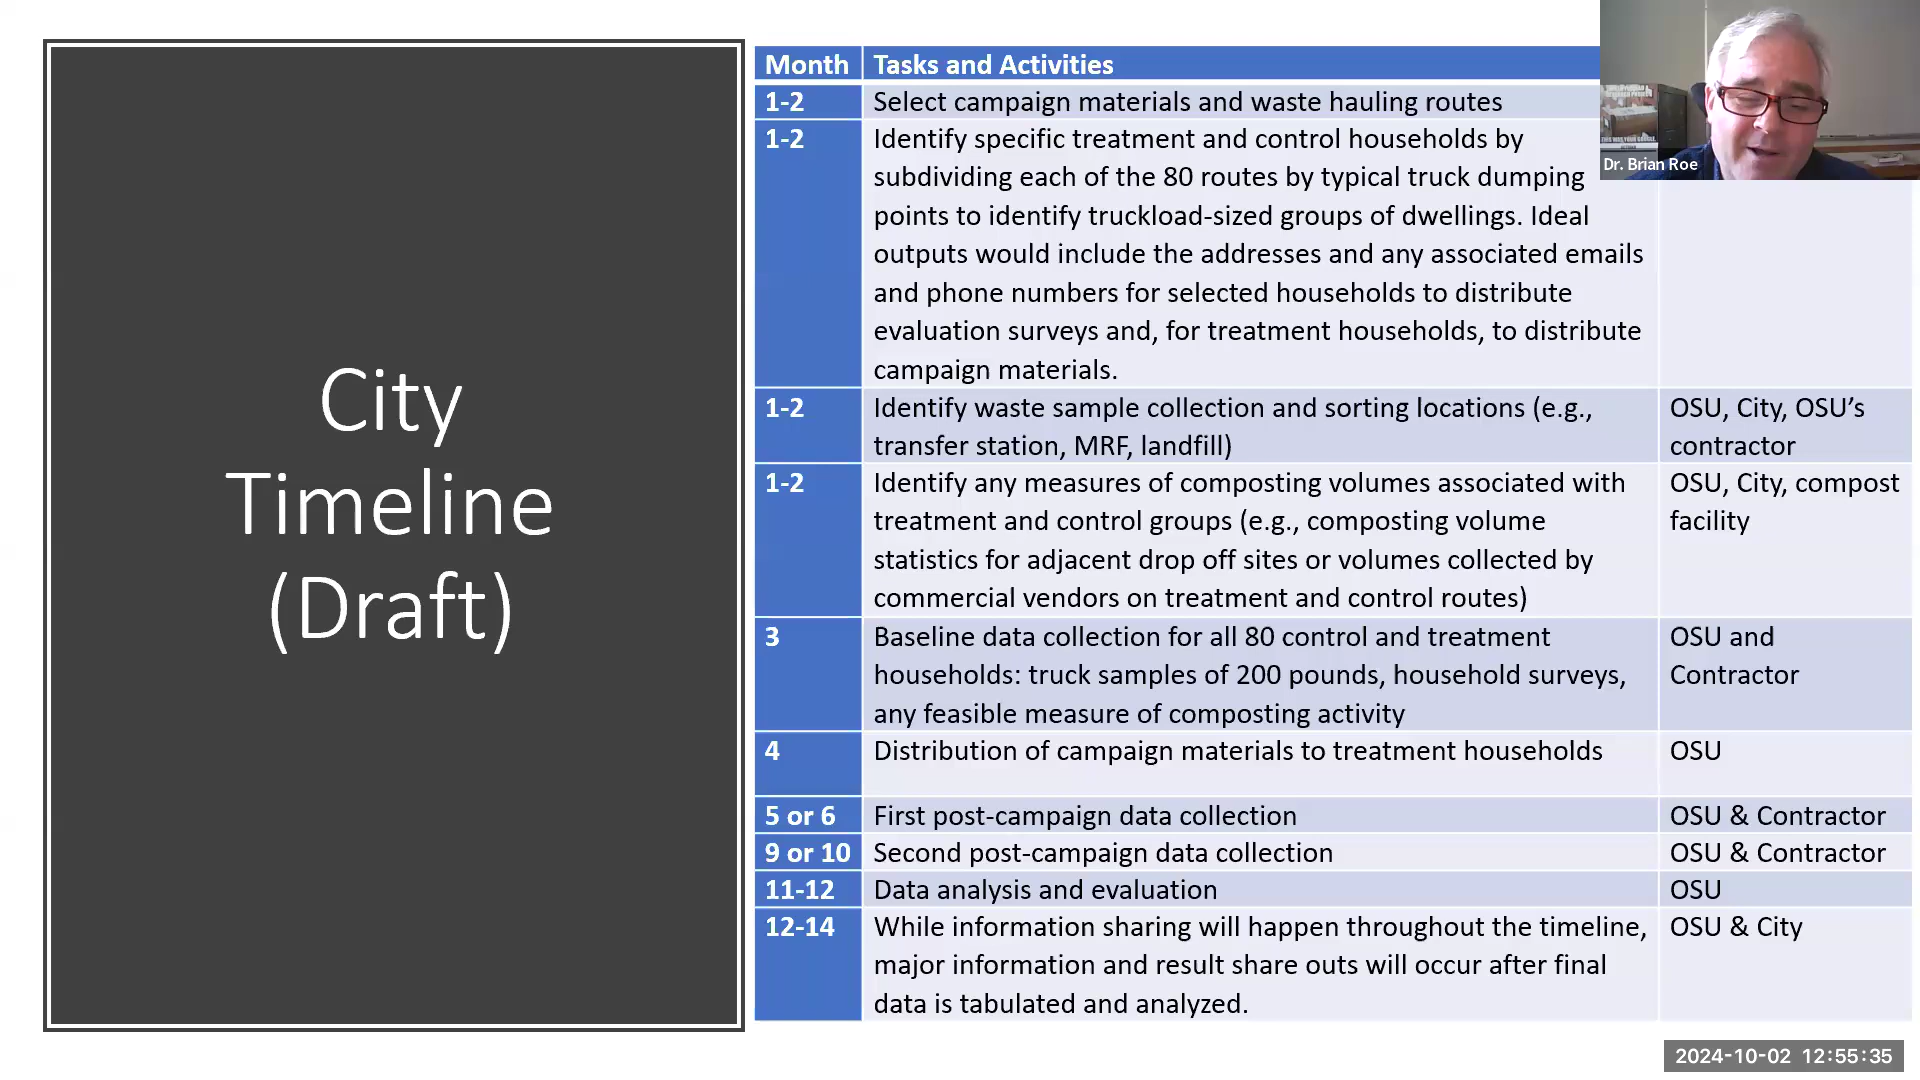 City
Timeline
(Draft)
Month Tasks and Activities
1-2 Select campaign materials and waste hauling routes
1-2 Identify specific treatment and control households by
subdividing each of the 80 routes by typical truck dumping
points to identify truckload-sized groups of dwellings. Ideal
outputs would include the addresses and any associated emails
and phone numbers for selected households to distribute
evaluation surveys and, for treatment households, to distribute
campaign materials.
1-2 Identify waste sample collection and sorting locations (e.g., OSU, City, OSU’s
transfer station, MRF, landfill) contractor
1-2 Identify any measures of composting volumes associated with OSU, City, compost
treatment and control groups (e.g., composting volume facility
statistics for adjacent drop off sites or volumes collected by
commercial vendors on treatment and control routes)
3 Baseline data collection for all 80 control and treatment OSU and
households: truck samples of 200 pounds, household surveys, Contractor
any feasible measure of composting activity
4 Distribution of campaign materials to treatment households OSU
5 or 6 First post-campaign data collection OSU & Contractor
9 or 10 Second post-campaign data collection OSU & Contractor
11-12 Data analysis and evaluation OSU
12-14 While information sharing will happen throughout the timeline, OSU & City
major information and result share outs will occur after final
data is tabulated and analyzed.
Dr. Brian Roe
2024-10-02 12:55:35